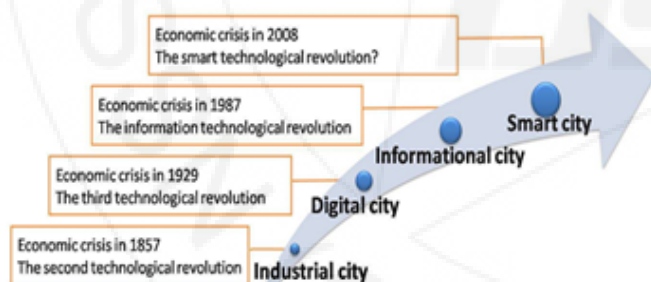 Economic crisis in 2008
The smart technological revolution?
Smart city
Economic crisis in 1987
The information technological revolution
Informational city
Economic crisis in 1929
The third technological revolution
Digital city
Economic crisis in 1857
The second technological revolution
Industrial city